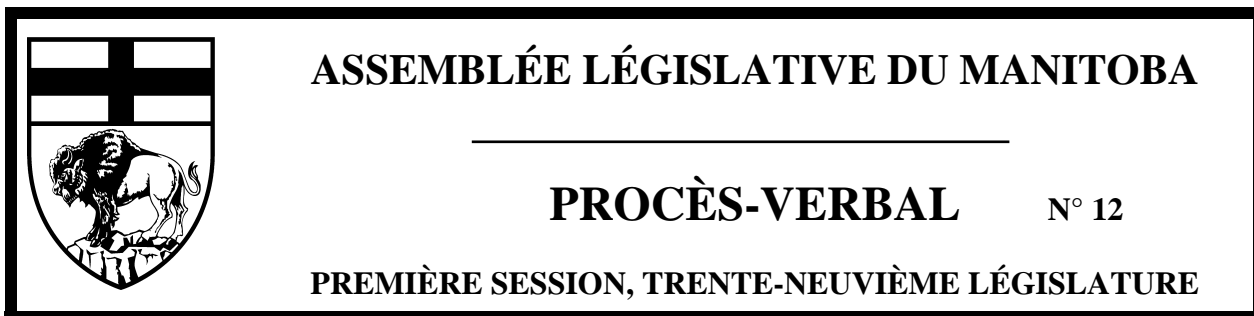 ASSEMBLÉE LÉGISLATIVE DU MANITOBA
PROCÈS-VERBAL N° 12
PREMIÈRE SESSION, TRENTE-NEUVIÈME LÉGISLATURE